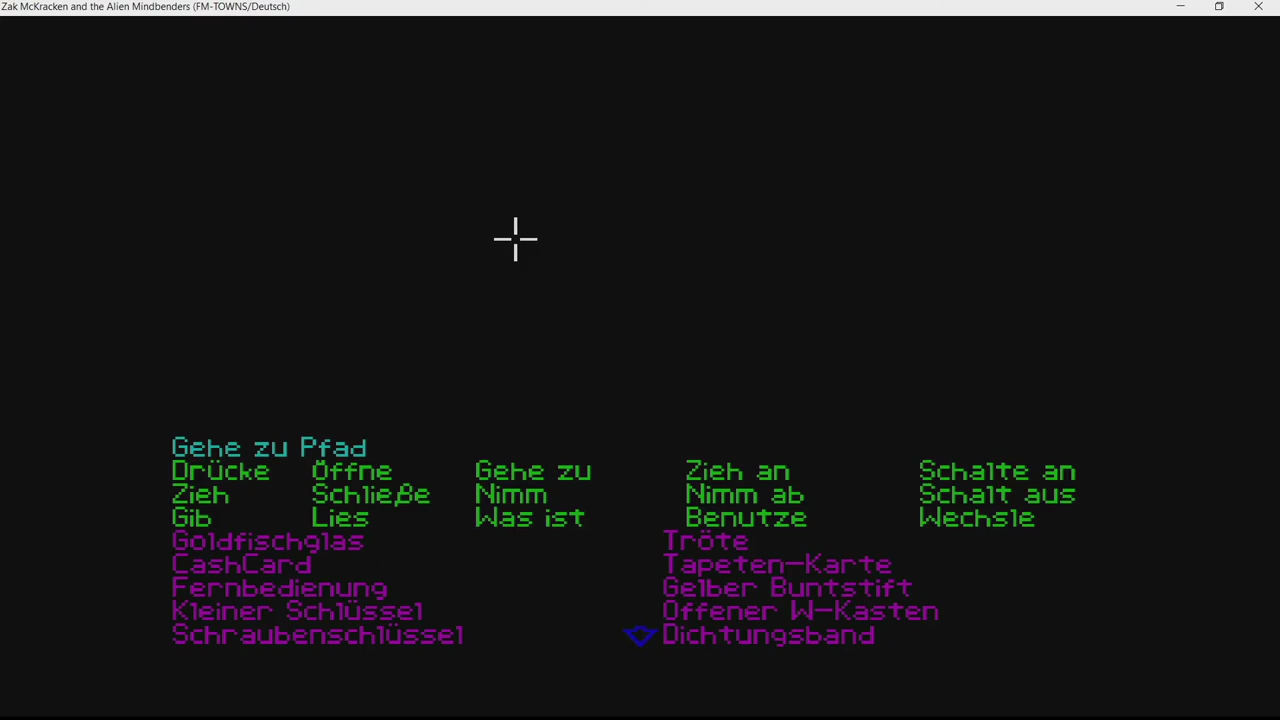 Zak McKracken and the Alien Mindbenders (FM-TOWNS/Deutsch)
Gehe zu Pfad
Drücke Öffne Gehe zu Zieh an Schalte an
Zieh Schließe Nimm Nimm ab Schalt aus
Gib Lies Was ist Benutze Wechsle
Goldfischglas Tröte
CashCard Tapeten-Karte
Fernbedienung Gelber Buntstift
Kleiner Schlüssel Offener W-Kasten
Schraubenschlüssel Dichtungsband